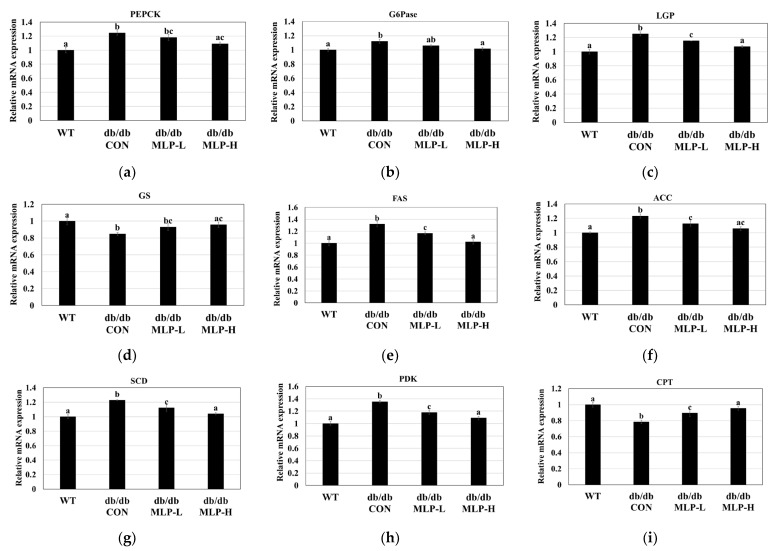 PEPCK
Relative mRNA expression
1.4
1.2
1
0.8
0.6
0.4
0.2
0
a
b
bc
ac
WT
db/db
CON
db/db
MLP-L
db/db
MLP-H
(a)
G6Pase
Relative mRNA expression
1.4
1.2
1
0.8
0.6
0.4
0.2
0
a
b
ab
a
WT
db/db
CON
db/db
MLP-L
db/db
MLP-H
(b)
LGP
Relative mRNA expression
1.4
1.2
1
0.8
0.6
0.4
0.2
0
a
b
c
a
WT
db/db
CON
db/db
MLP-L
db/db
MLP-H
(c)
GS
Relative mRNA expression
1.2
1
0.8
0.6
0.4
0.2
0
a
b
bc
ac
WT
db/db
CON
db/db
MLP-L
db/db
MLP-H
(d)
FAS
Relative mRNA expression
1.6
1.4
1.2
1
0.8
0.6
0.4
0.2
0
a
b
c
a
WT
db/db
CON
db/db
MLP-L
db/db
MLP-H
(e)
ACC
Relative mRNA expression
1.4
1.2
1
0.8
0.6
0.4
0.2
0
a
b
c
ac
WT
db/db
CON
db/db
MLP-L
db/db
MLP-H
(f)
SCD
Relative mRNA expression
1.4
1.2
1
0.8
0.6
0.4
0.2
0
a
b
c
a
WT
db/db
CON
db/db
MLP-L
db/db
MLP-H
(g)
PDK
Relative mRNA expression
1.6
1.4
1.2
1
0.8
0.6
0.4
0.2
0
a
b
c
a
WT
db/db
CON
db/db
MLP-L
db/db
MLP-H
(h)
CPT
Relative mRNA expression
1.2
1
0.8
0.6
0.4
0.2
0
a
b
c
a
WT
db/db
CON
db/db
MLP-L
db/db
MLP-H
(i)